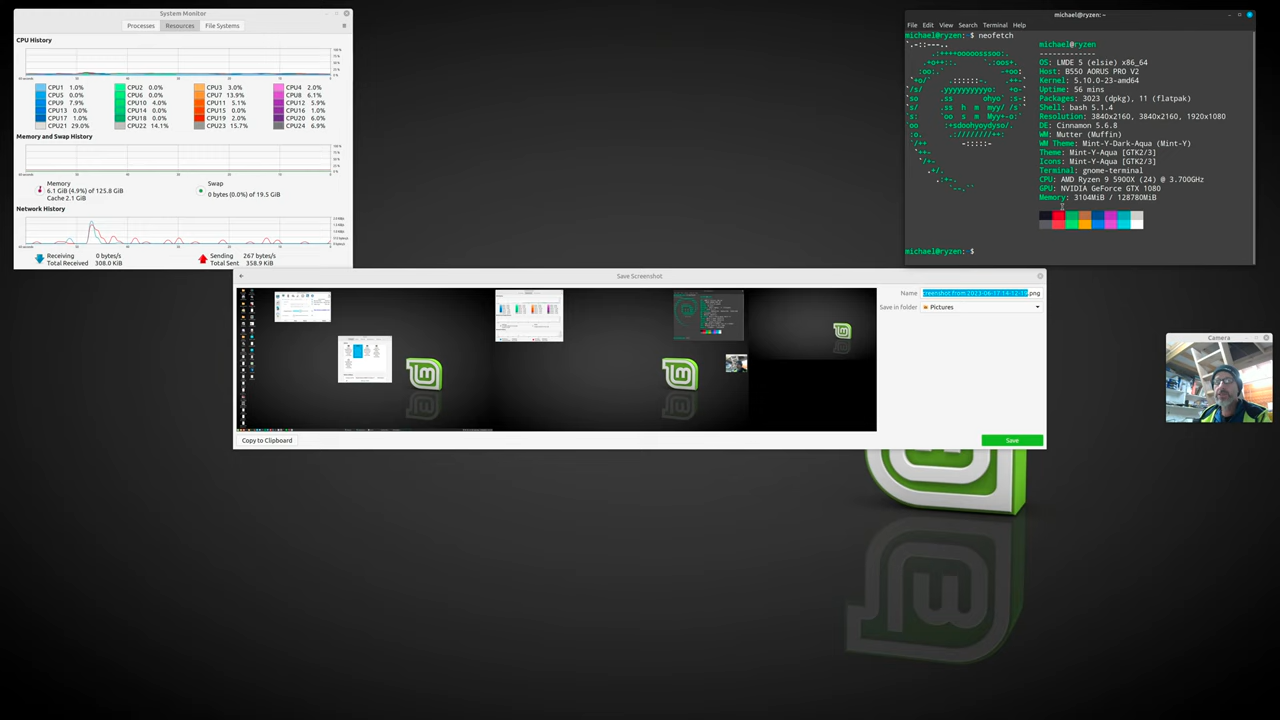 System Monitor
Processes
Resources
File Systems
CPU History
CPU1 1.0%
CPU2 0.0%
CPU3 3.0%
CPU4 2.0%
CPU5 0.0%
CPU6 0.0%
CPU7 13.9%
CPU8 6.1%
CPU9 7.9%
CPU10 4.0%
CPU11 5.1%
CPU12 5.9%
CPU13 0.0%
CPU14 0.0%
CPU15 0.0%
CPU16 1.0%
CPU17 1.0%
CPU18 0.0%
CPU19 2.0%
CPU20 6.0%
CPU21 29.0%
CPU22 14.1%
CPU23 15.7%
CPU24 6.9%
Memory and Swap History
Memory
6.1 GiB (4.9%) of 125.8 GiB
Cache 2.1 GiB
Swap
0 bytes (0.0%) of 19.5 GiB
Network History
Receiving 0 bytes/s
Total Received 308.0 KiB
Sending 267 bytes/s
Total Sent 358.9 KiB
michael@ryzen: ~
File Edit View Search Terminal Help
michael@ryzen: $ neofetch
michael@ryzen
-------------
OS: LMDE 5 (elsie) x86_64
Host: B550 AORUS PRO V2
Kernel: 5.10.0-23-amd64
Uptime: 56 mins
Packages: 3023 (dpkg), 11 (flatpak)
Shell: bash 5.1.4
Resolution: 3840x2160, 3840x2160, 1920x1080
DE: Cinnamon 5.6.8
WM: Mutter (Muffin)
WM Theme: Mint-Y-Dark-Aqua (Mint-Y)
Theme: Mint-Y-Aqua [GTK2/3]
Icons: Mint-Y-Aqua [GTK2/3]
Terminal: gnome-terminal
CPU: AMD Ryzen 9 5900X (24) @ 3.700GHz
GPU: NVIDIA GeForce GTX 1080
Memory: 3104MiB / 128780MiB
michael@ryzen: $
Save Screenshot
Name creenshot from 2023-06-17 14-12-19.png
Save in folder Pictures
Copy to Clipboard
Save
Camera